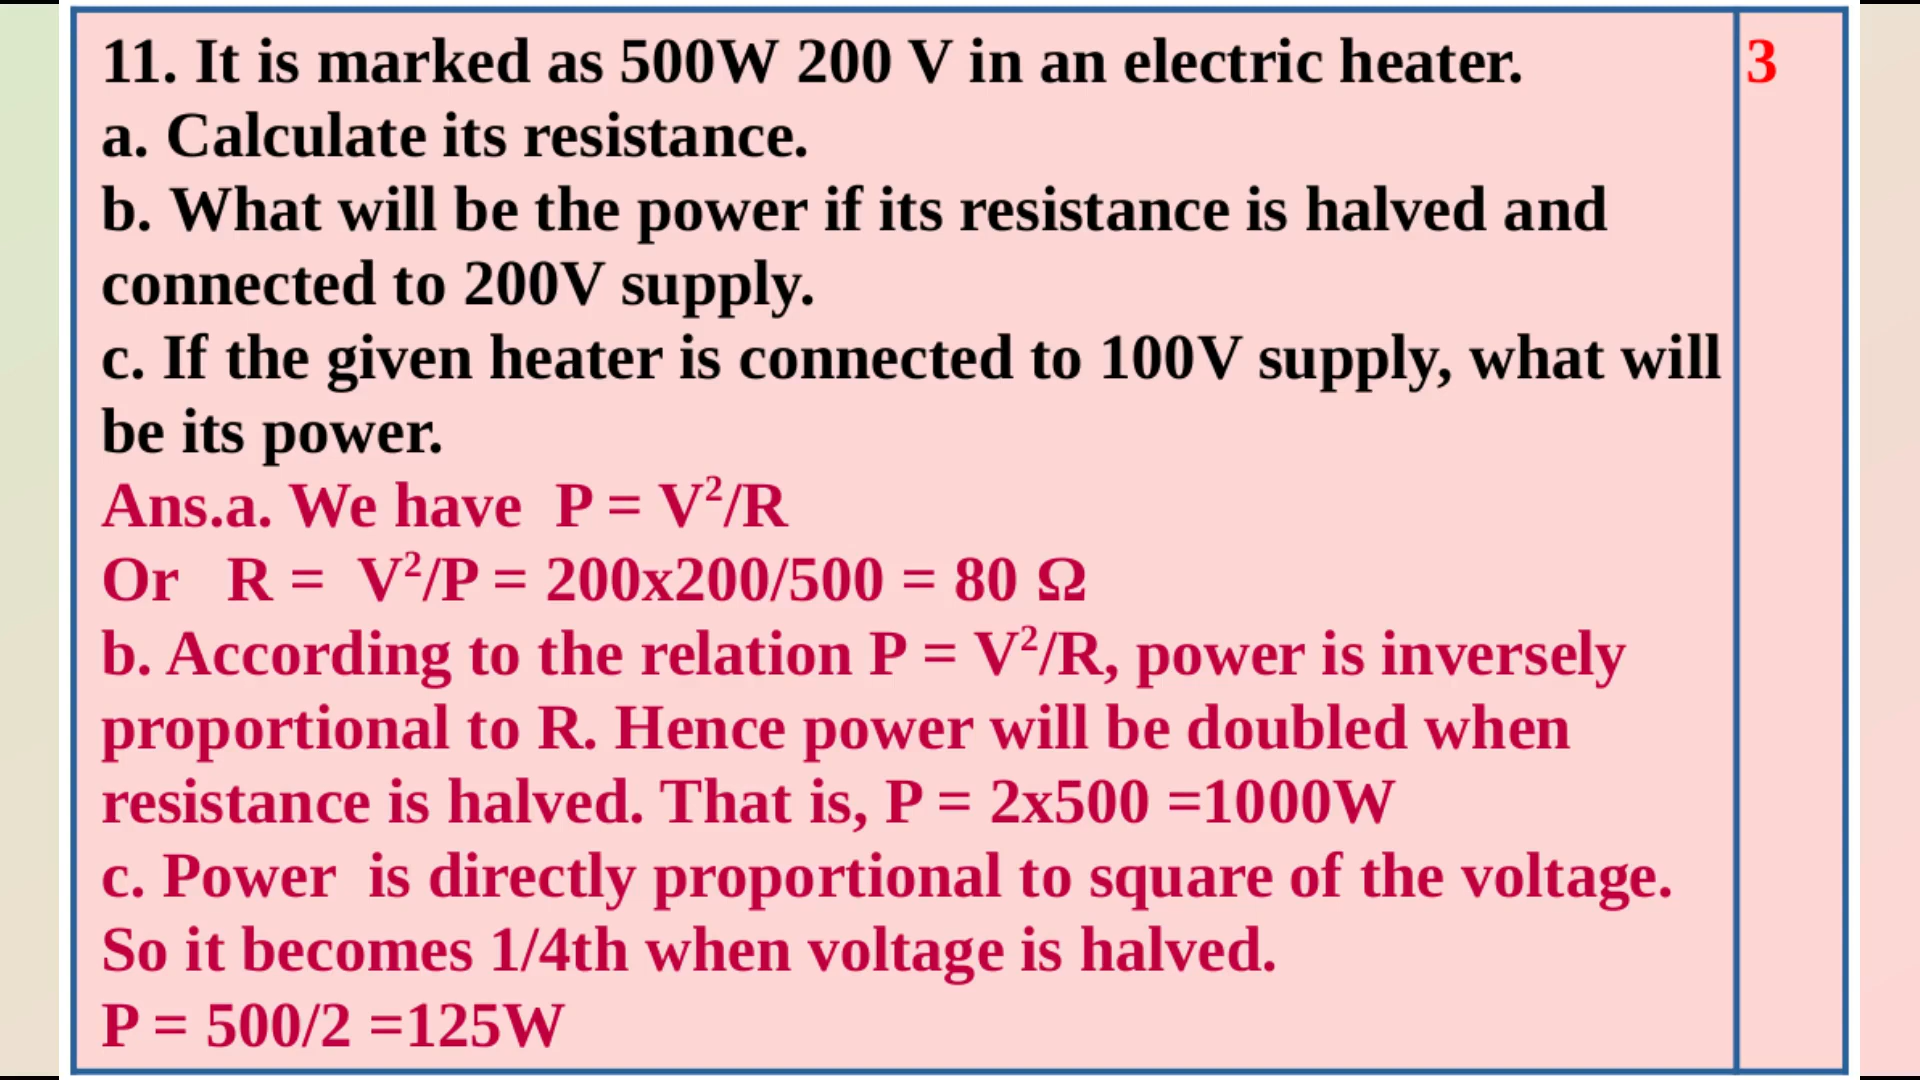 11. It is marked as 500W 200 V in an electric heater.
3
a. Calculate its resistance.
b. What will be the power if its resistance is halved and
connected to 200V supply.
c. If the given heater is connected to 100V supply, what will
be its power.
Ans.a. We have  P = V²/R
Or   R =  V²/P = 200x200/500 = 80 Ω
b. According to the relation P = V²/R, power is inversely
proportional to R. Hence power will be doubled when
resistance is halved. That is, P = 2x500 =1000W
c. Power  is directly proportional to square of the voltage.
So it becomes 1/4th when voltage is halved.
P = 500/2 =125W